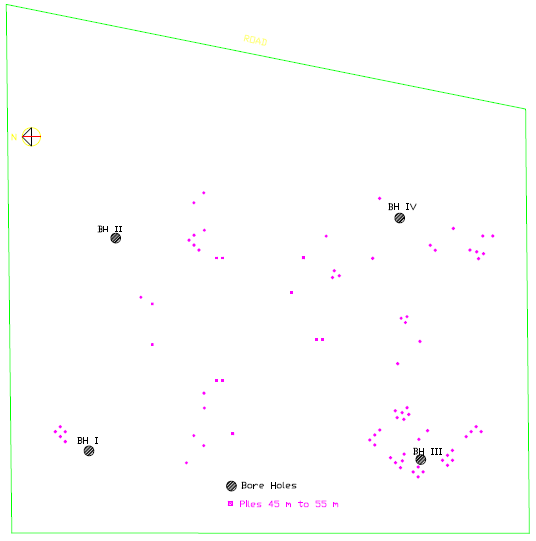 ROAD
N
BH IV
BH II
BH I
BH III
Bore Holes
Piles 45 m to 55 m